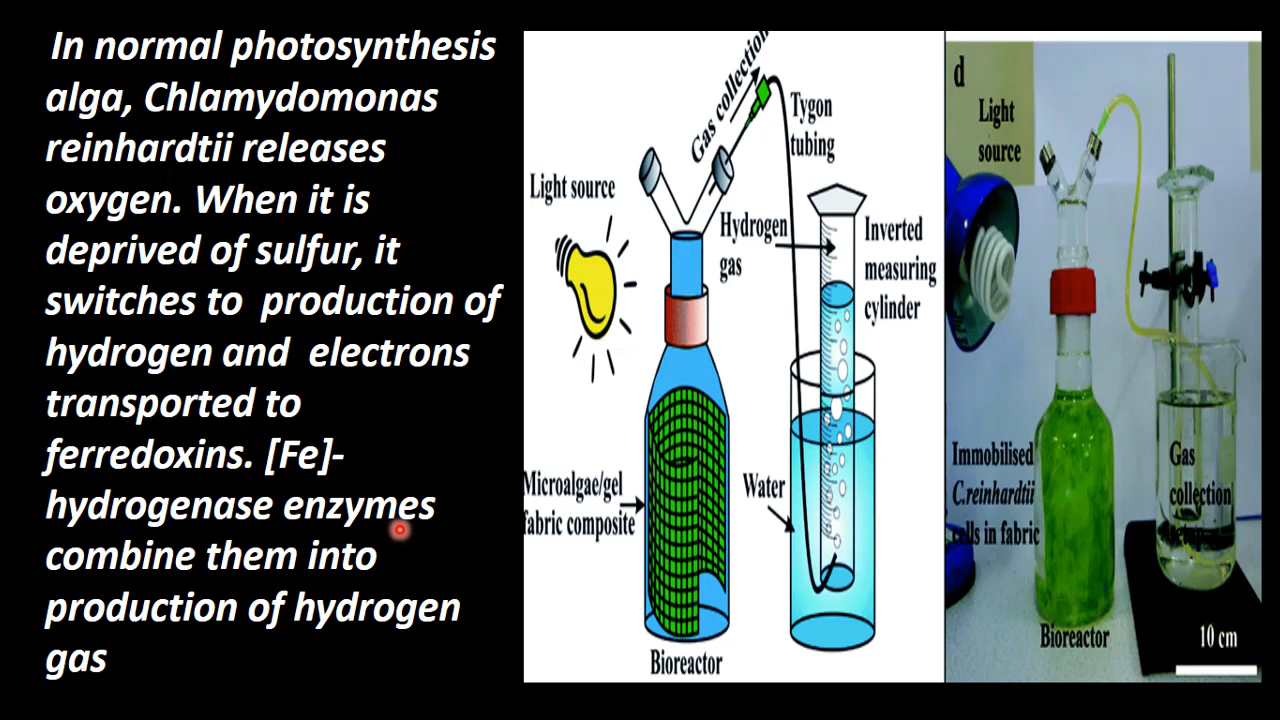 In normal photosynthesis
alga, Chlamydomonas
reinhardtii releases
oxygen. When it is
deprived of sulfur, it
switches to production of
hydrogen and electrons
transported to
ferredoxins. [Fe]-
hydrogenase enzymes
combine them into
production of hydrogen
gas
Gas collection
Tygon
tubing
Light source
Hydrogen
gas
Inverted
measuring
cylinder
Microalgae/gel
fabric composite
Water
Bioreactor
d
Light
source
Immobilised
C.reinhardtii
cells in fabric
Gas
collection
Bioreactor
10 cm